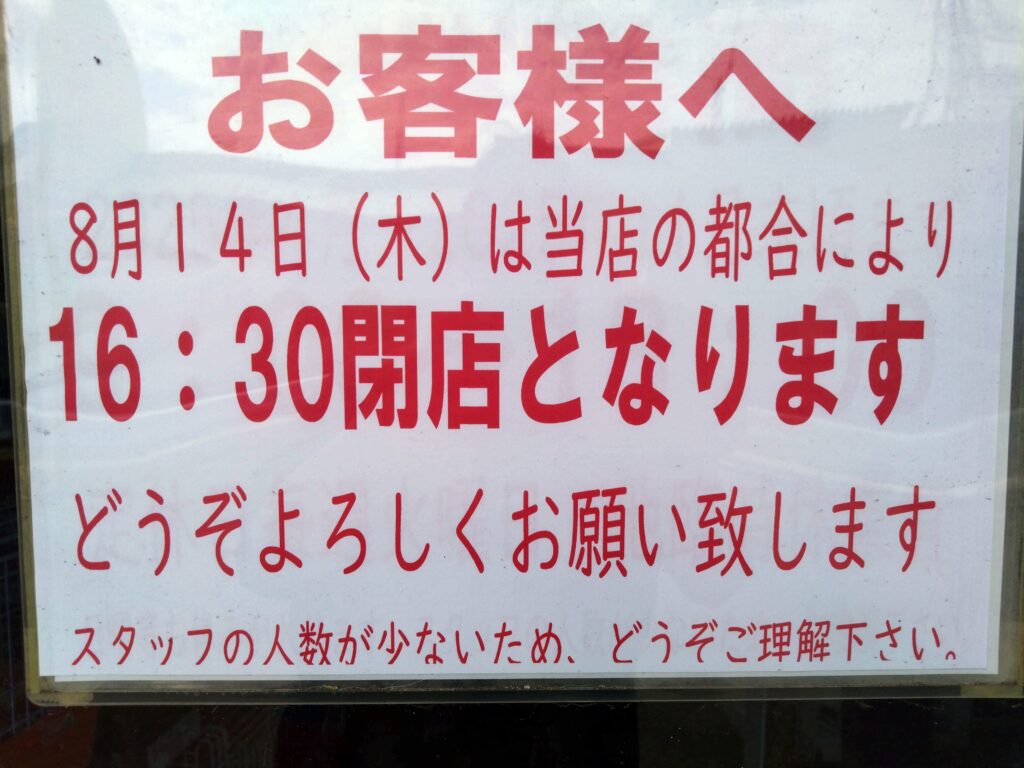 お客様へ
8月14日（木）は当店の都合により
16：30閉店となります
どうぞよろしくお願い致します
スタッフの人数が少ないため、どうぞご理解下さい。